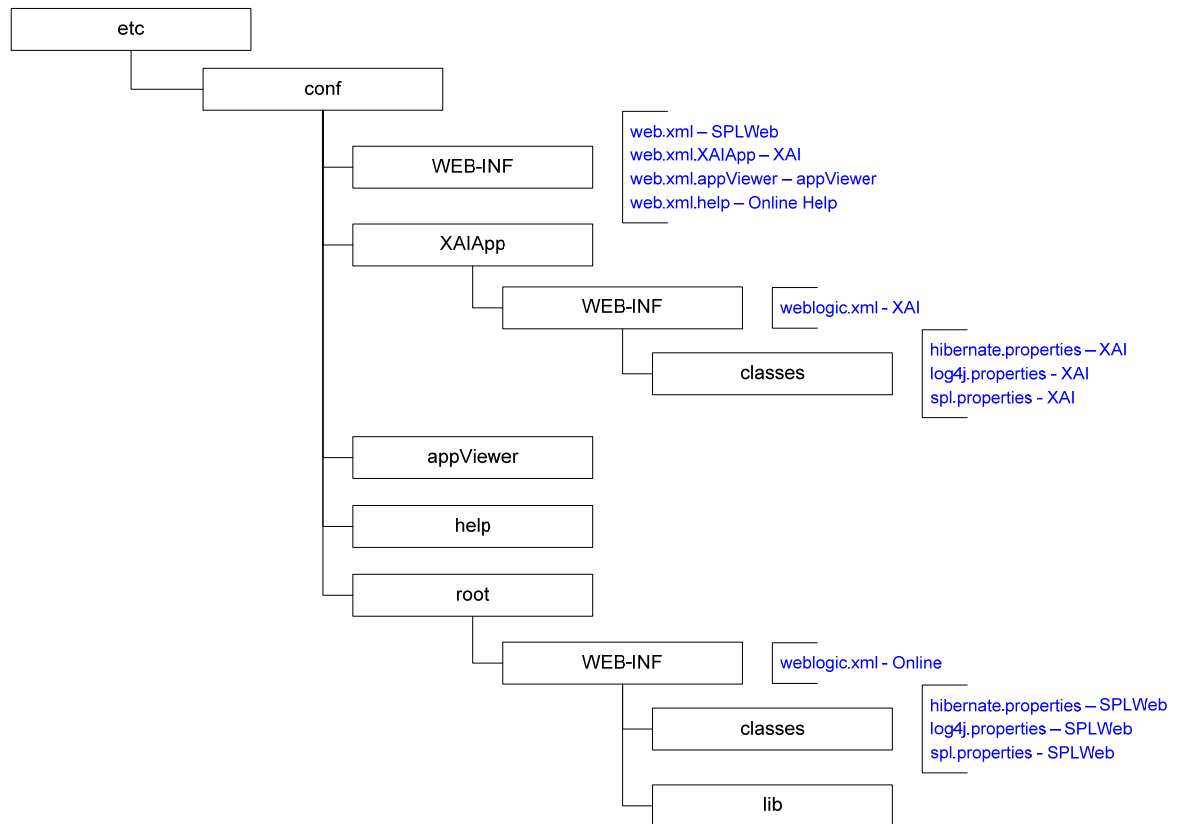 etc
conf
WEB-INF
web.xml – SPLWeb
web.xml.XAIApp – XAI
web.xml.appViewer – appViewer
web.xml.help – Online Help
XAIApp
WEB-INF
weblogic.xml - XAI
classes
hibernate.properties – XAI
log4j.properties - XAI
spl.properties - XAI
appViewer
help
root
WEB-INF
weblogic.xml - Online
classes
hibernate.properties – SPLWeb
log4j.properties – SPLWeb
spl.properties - SPLWeb
lib